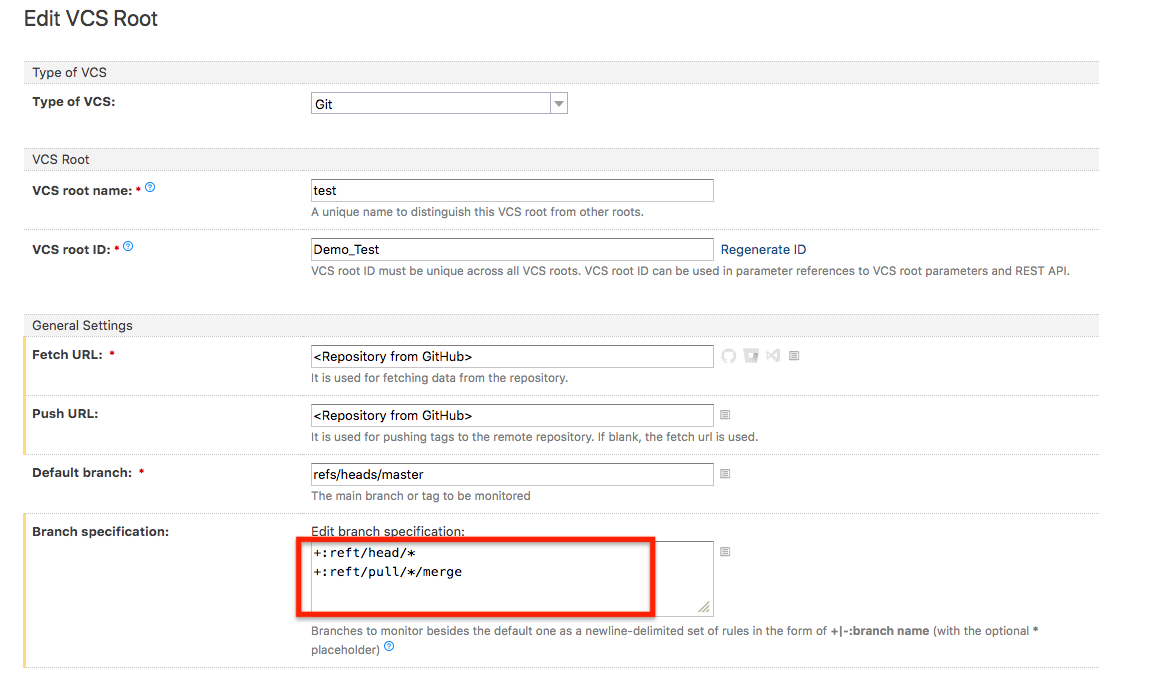 Edit VCS Root
Type of VCS
Type of VCS:
Git
VCS Root
VCS root name: *
test
A unique name to distinguish this VCS root from other roots.
VCS root ID: *
Demo_Test
Regenerate ID
VCS root ID must be unique across all VCS roots. VCS root ID can be used in parameter references to VCS root parameters and REST API.
General Settings
Fetch URL: *
<Repository from GitHub>
It is used for fetching data from the repository.
Push URL:
<Repository from GitHub>
It is used for pushing tags to the remote repository. If blank, the fetch url is used.
Default branch: *
refs/heads/master
The main branch or tag to be monitored
Branch specification:
Edit branch specification:
+:reft/head/*
+:reft/pull/*/merge
Branches to monitor besides the default one as a newline-delimited set of rules in the form of +|-:branch name (with the optional *
placeholder)